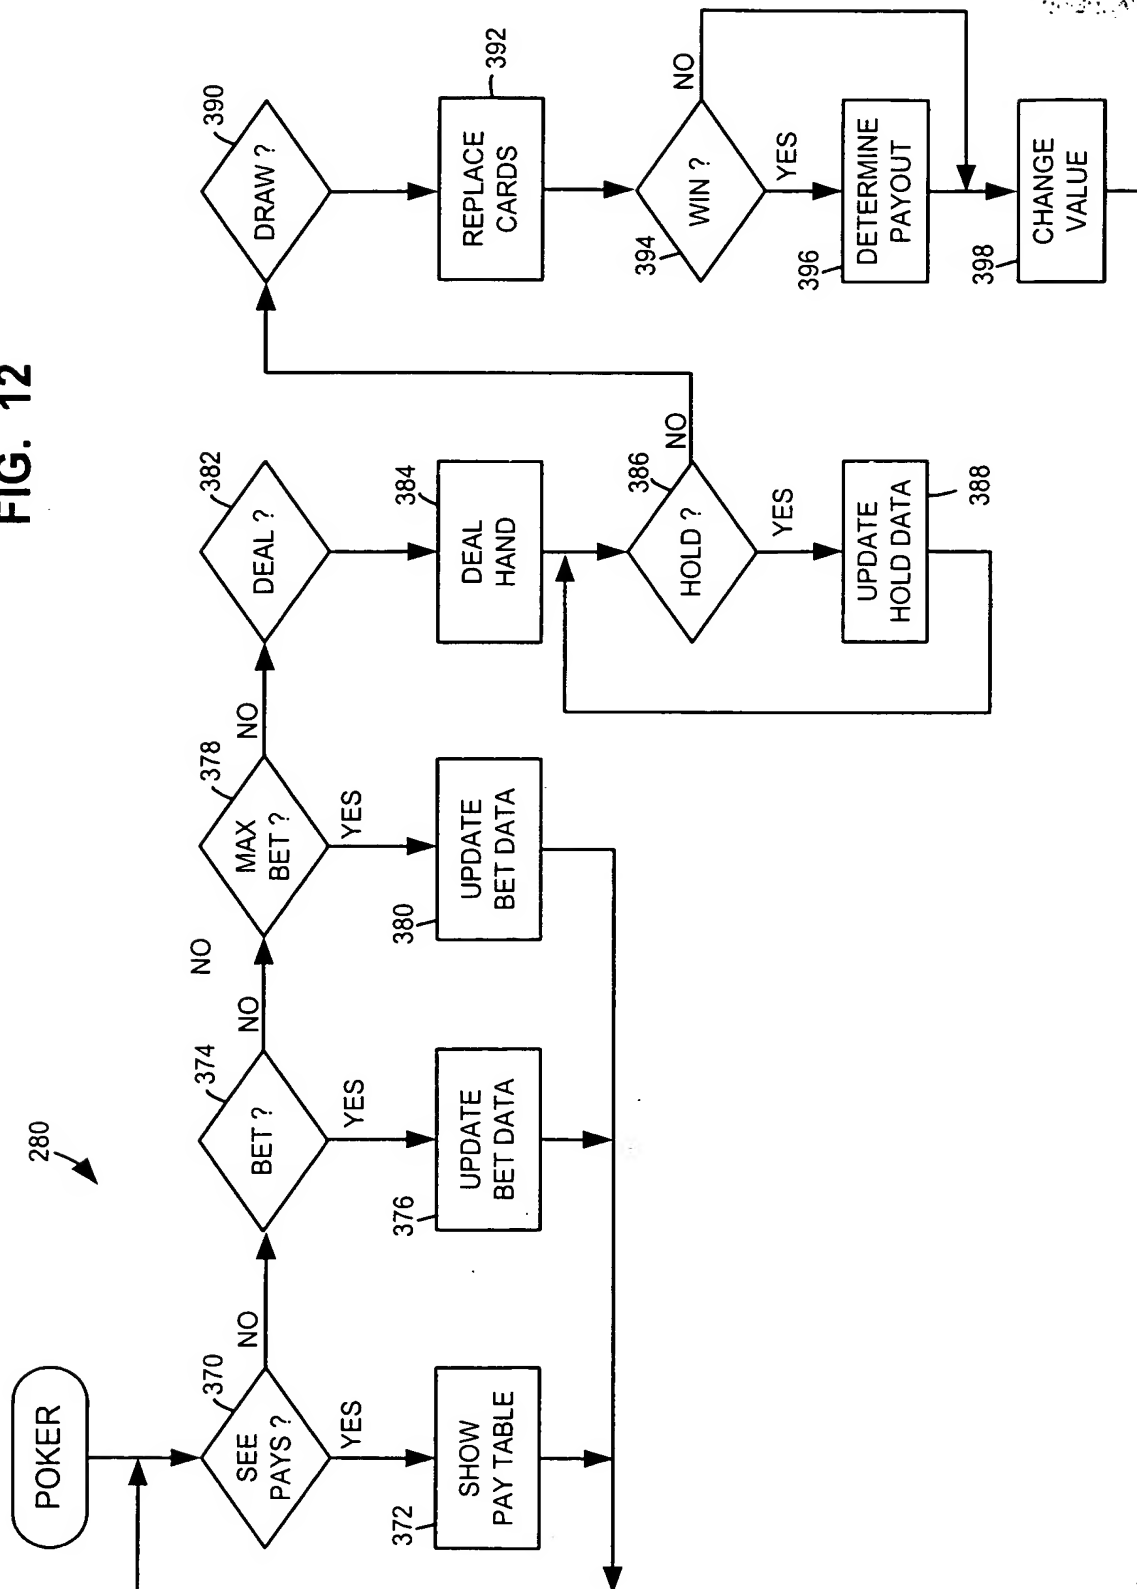 FIG. 12
280
POKER
370
SEE
PAYS ?
NO
YES
372
SHOW
PAY TABLE
374
BET ?
NO
NO
YES
376
UPDATE
BET DATA
378
MAX
BET ?
NO
YES
380
UPDATE
BET DATA
382
DEAL ?
384
DEAL
HAND
386
HOLD ?
NO
YES
388
UPDATE
HOLD DATA
390
DRAW ?
392
REPLACE
CARDS
394
WIN ?
NO
YES
396
DETERMINE
PAYOUT
398
CHANGE
VALUE